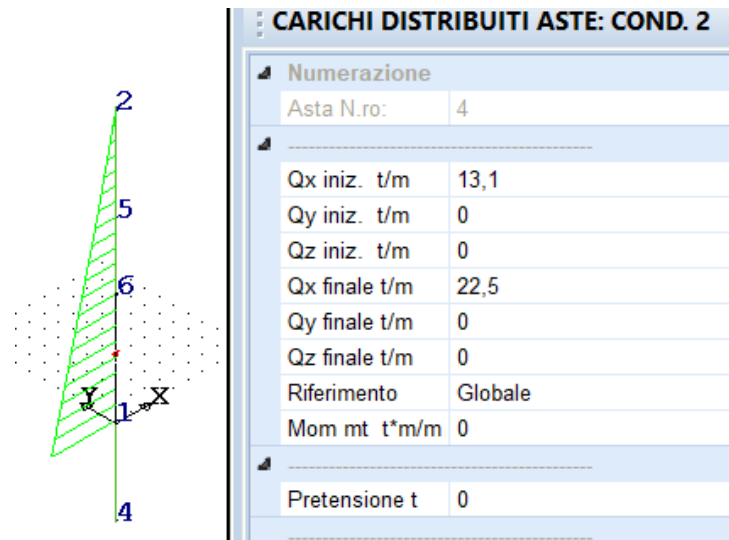 2
5
6
Y X
1
4
CARICHI DISTRIBUITI ASTE: COND. 2
Numerazione
Asta N.ro: 4
Qx iniz. t/m 13,1
Qy iniz. t/m 0
Qz iniz. t/m 0
Qx finale t/m 22,5
Qy finale t/m 0
Qz finale t/m 0
Riferimento Globale
Mom mt t*m/m 0
Pretensione t 0